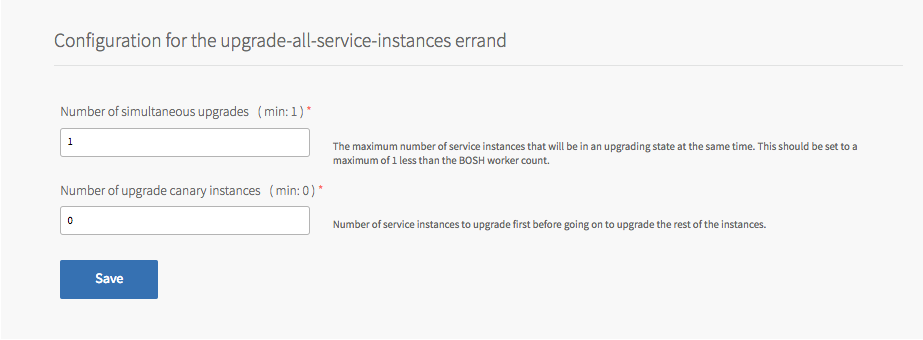 Configuration for the upgrade-all-service-instances errand
Number of simultaneous upgrades ( min: 1 ) *
1
The maximum number of service instances that will be in an upgrading state at the same time. This should be set to a
maximum of 1 less than the BOSH worker count.
Number of upgrade canary instances ( min: 0 ) *
0
Number of service instances to upgrade first before going on to upgrade the rest of the instances.
Save